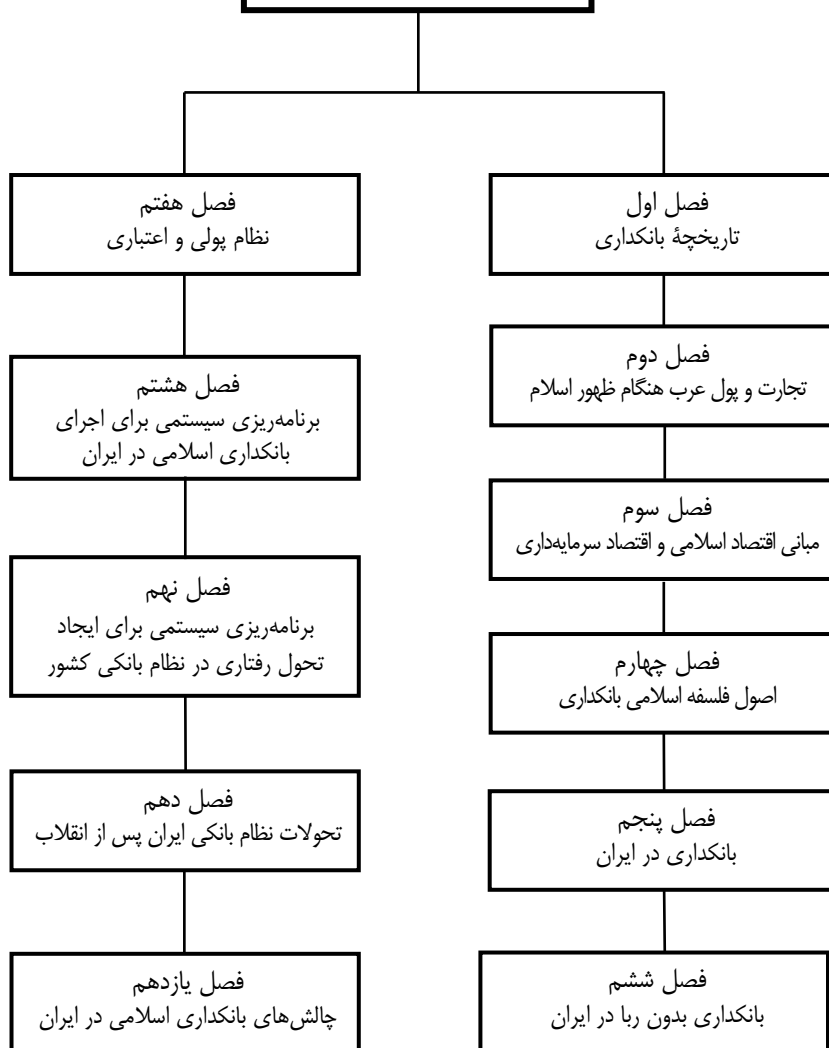 فصل اول
تاریخچهٔ بانکداری
فصل دوم
تجارت و پول عرب هنگام ظهور اسلام
فصل سوم
مبانی اقتصاد اسلامی و اقتصاد سرمایه‌داری
فصل چهارم
اصول فلسفه اسلامی بانکداری
فصل پنجم
بانکداری در ایران
فصل ششم
بانکداری بدون ربا در ایران
فصل هفتم
نظام پولی و اعتباری
فصل هشتم
برنامه‌ریزی سیستمی برای اجرای
بانکداری اسلامی در ایران
فصل نهم
برنامه‌ریزی سیستمی برای ایجاد
تحول رفتاری در نظام بانکی کشور
فصل دهم
تحولات نظام بانکی ایران پس از انقلاب
فصل یازدهم
چالش‌های بانکداری اسلامی در ایران